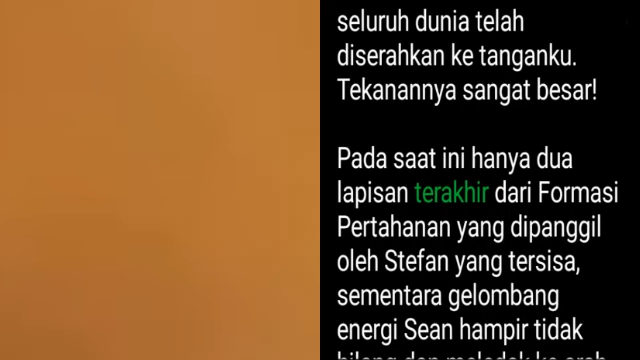 seluruh dunia telah
diserahkan ke tanganku.
Tekanannya sangat besar!
Pada saat ini hanya dua
lapisan terakhir dari Formasi
Pertahanan yang dipanggil
oleh Stefan yang tersisa,
sementara gelombang
energi Sean hampir tidak